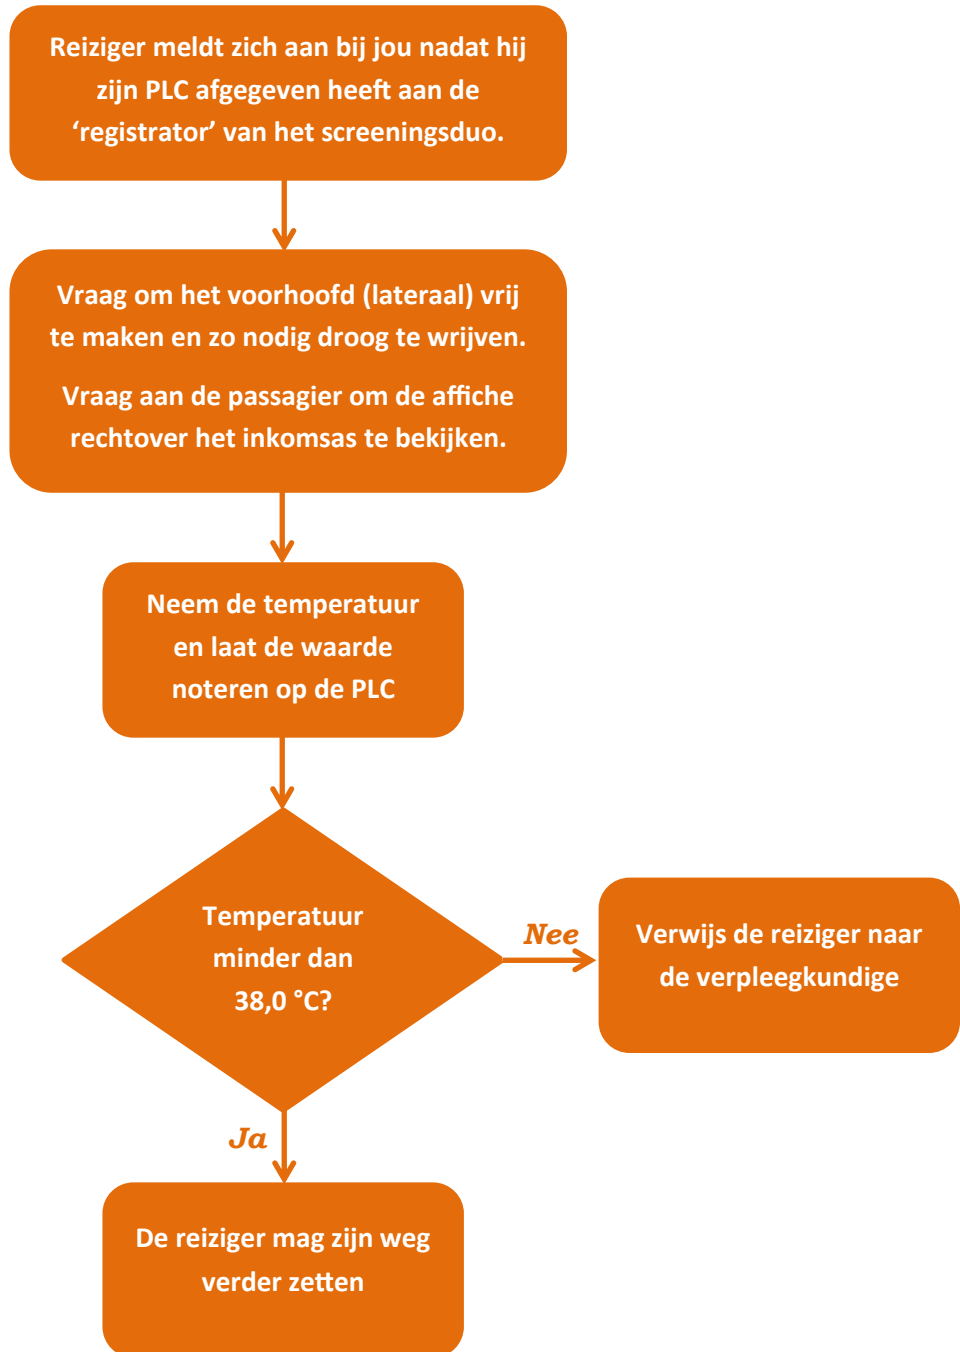 Reiziger meldt zich aan bij jou nadat hij
zijn PLC afgegeven heeft aan de
‘registrator’ van het screeningsduo.
Vraag om het voorhoofd (lateraal) vrij
te maken en zo nodig droog te wrijven.
Vraag aan de passagier om de affiche
rechtover het inkomsas te bekijken.
Neem de temperatuur
en laat de waarde
noteren op de PLC
Temperatuur
minder dan
38,0 °C?
Nee
Verwijs de reiziger naar
de verpleegkundige
Ja
De reiziger mag zijn weg
verder zetten